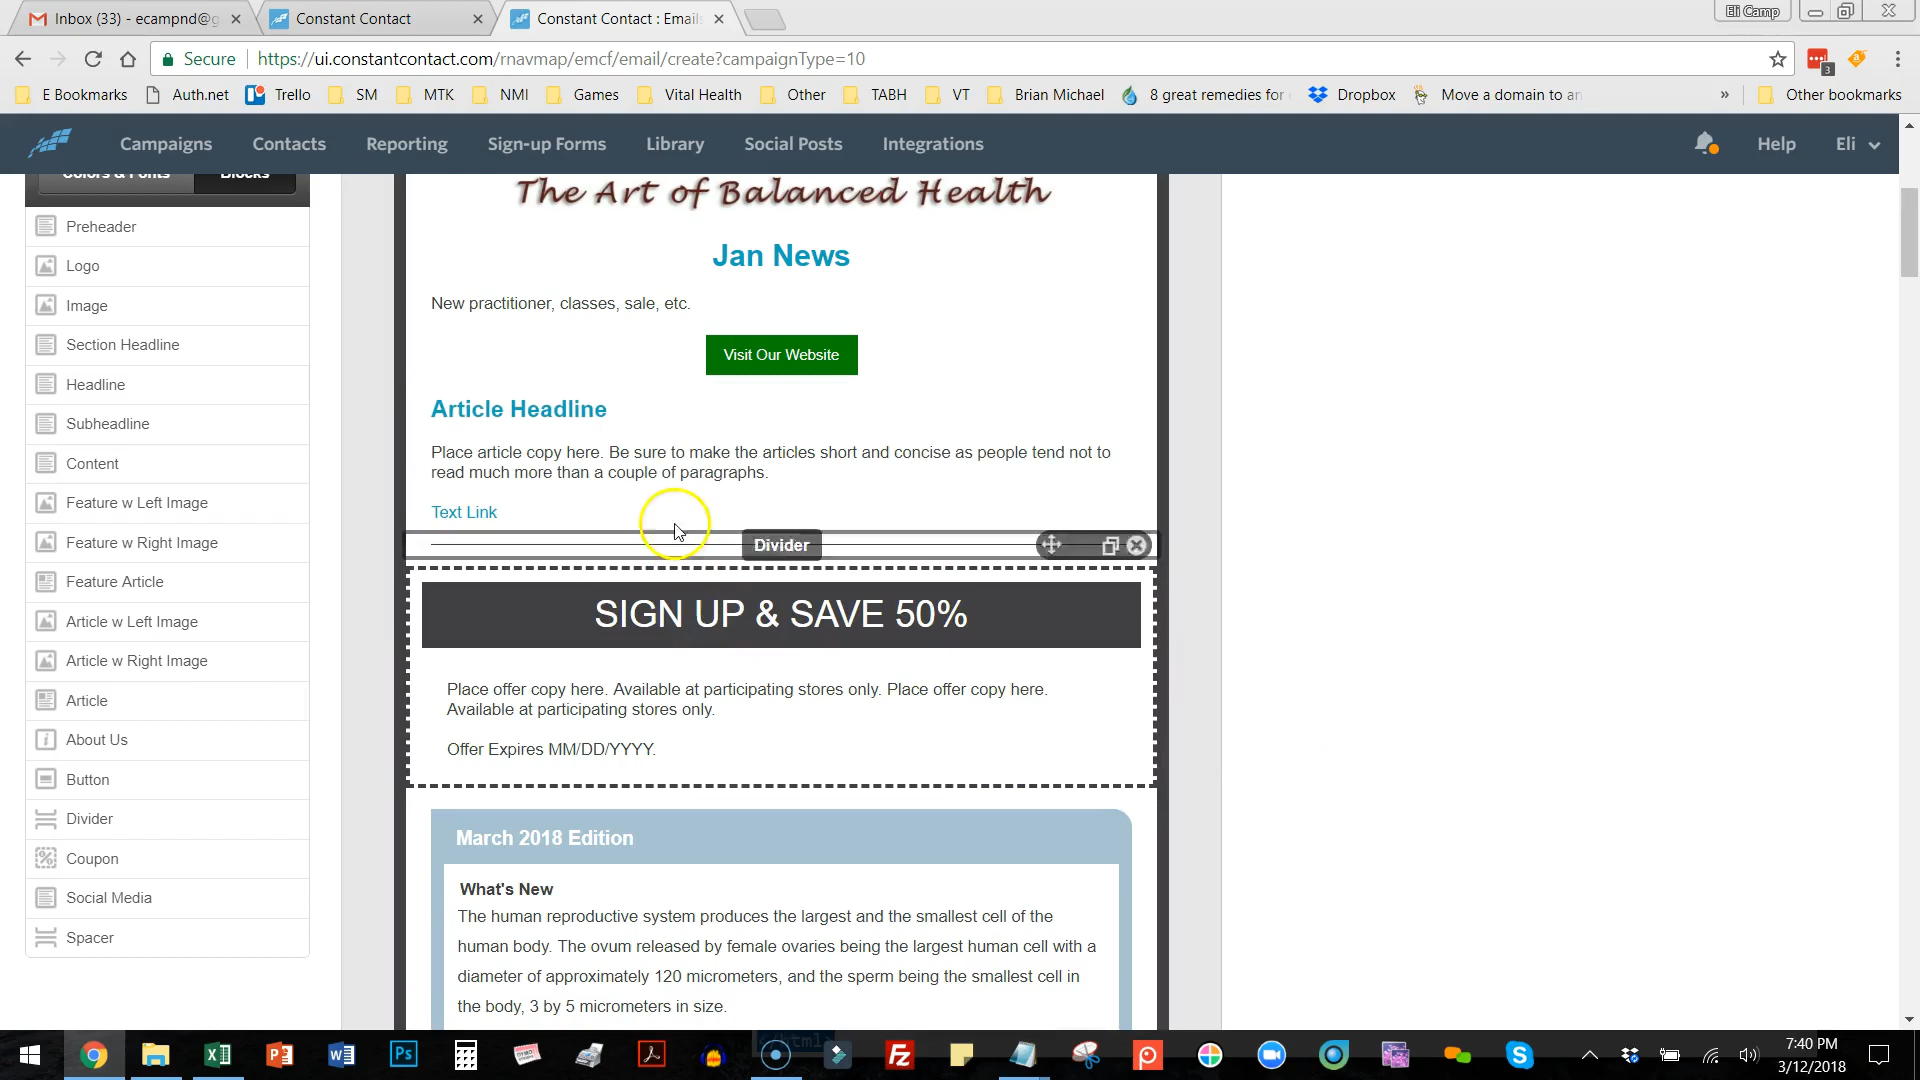 Inbox (33) - ecampnd@g
Constant Contact
Constant Contact : Emails
Eli Camp
Secure
https://ui.constantcontact.com/rnavmap/emcf/email/create?campaignType=10
3
E Bookmarks
Auth.net
Trello
SM
MTK
NMI
Games
Vital Health
Other
TABH
VT
Brian Michael
8 great remedies for
Dropbox
Move a domain to an
»
Other bookmarks
Campaigns
Contacts
Reporting
Sign-up Forms
Library
Social Posts
Integrations
Help
Eli
Colors & Fonts
Blocks
Preheader
Logo
Image
Section Headline
Headline
Subheadline
Content
Feature w Left Image
Feature w Right Image
Feature Article
Article w Left Image
Article w Right Image
Article
About Us
Button
Divider
Coupon
Social Media
Spacer
The Art of Balanced Health
Jan News
New practitioner, classes, sale, etc.
Visit Our Website
Article Headline
Place article copy here. Be sure to make the articles short and concise as people tend not to
read much more than a couple of paragraphs.
Text Link
Divider
SIGN UP & SAVE 50%
Place offer copy here. Available at participating stores only. Place offer copy here.
Available at participating stores only.
Offer Expires MM/DD/YYYY.
March 2018 Edition
What's New
The human reproductive system produces the largest and the smallest cell of the
human body. The ovum released by female ovaries being the largest human cell with a
diameter of approximately 120 micrometers, and the sperm being the smallest cell in
the body, 3 by 5 micrometers in size.
7:40 PM
3/12/2018